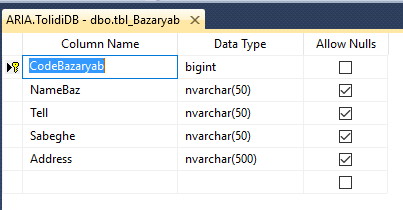 ARIA.TolidiDB - dbo.tbl_Bazaryab
Column Name Data Type Allow Nulls
CodeBazaryab bigint
NameBaz nvarchar(50)
Tell nvarchar(50)
Sabeghe nvarchar(50)
Address nvarchar(500)